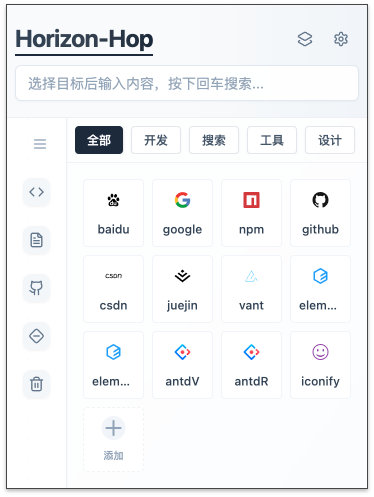 Horizon-Hop
选择目标后输入内容，按下回车搜索...
全部 开发 搜索 工具 设计
baidu google npm github
CSDN
csdn juejin vant elem...
elem... antdV antdR iconify
添加